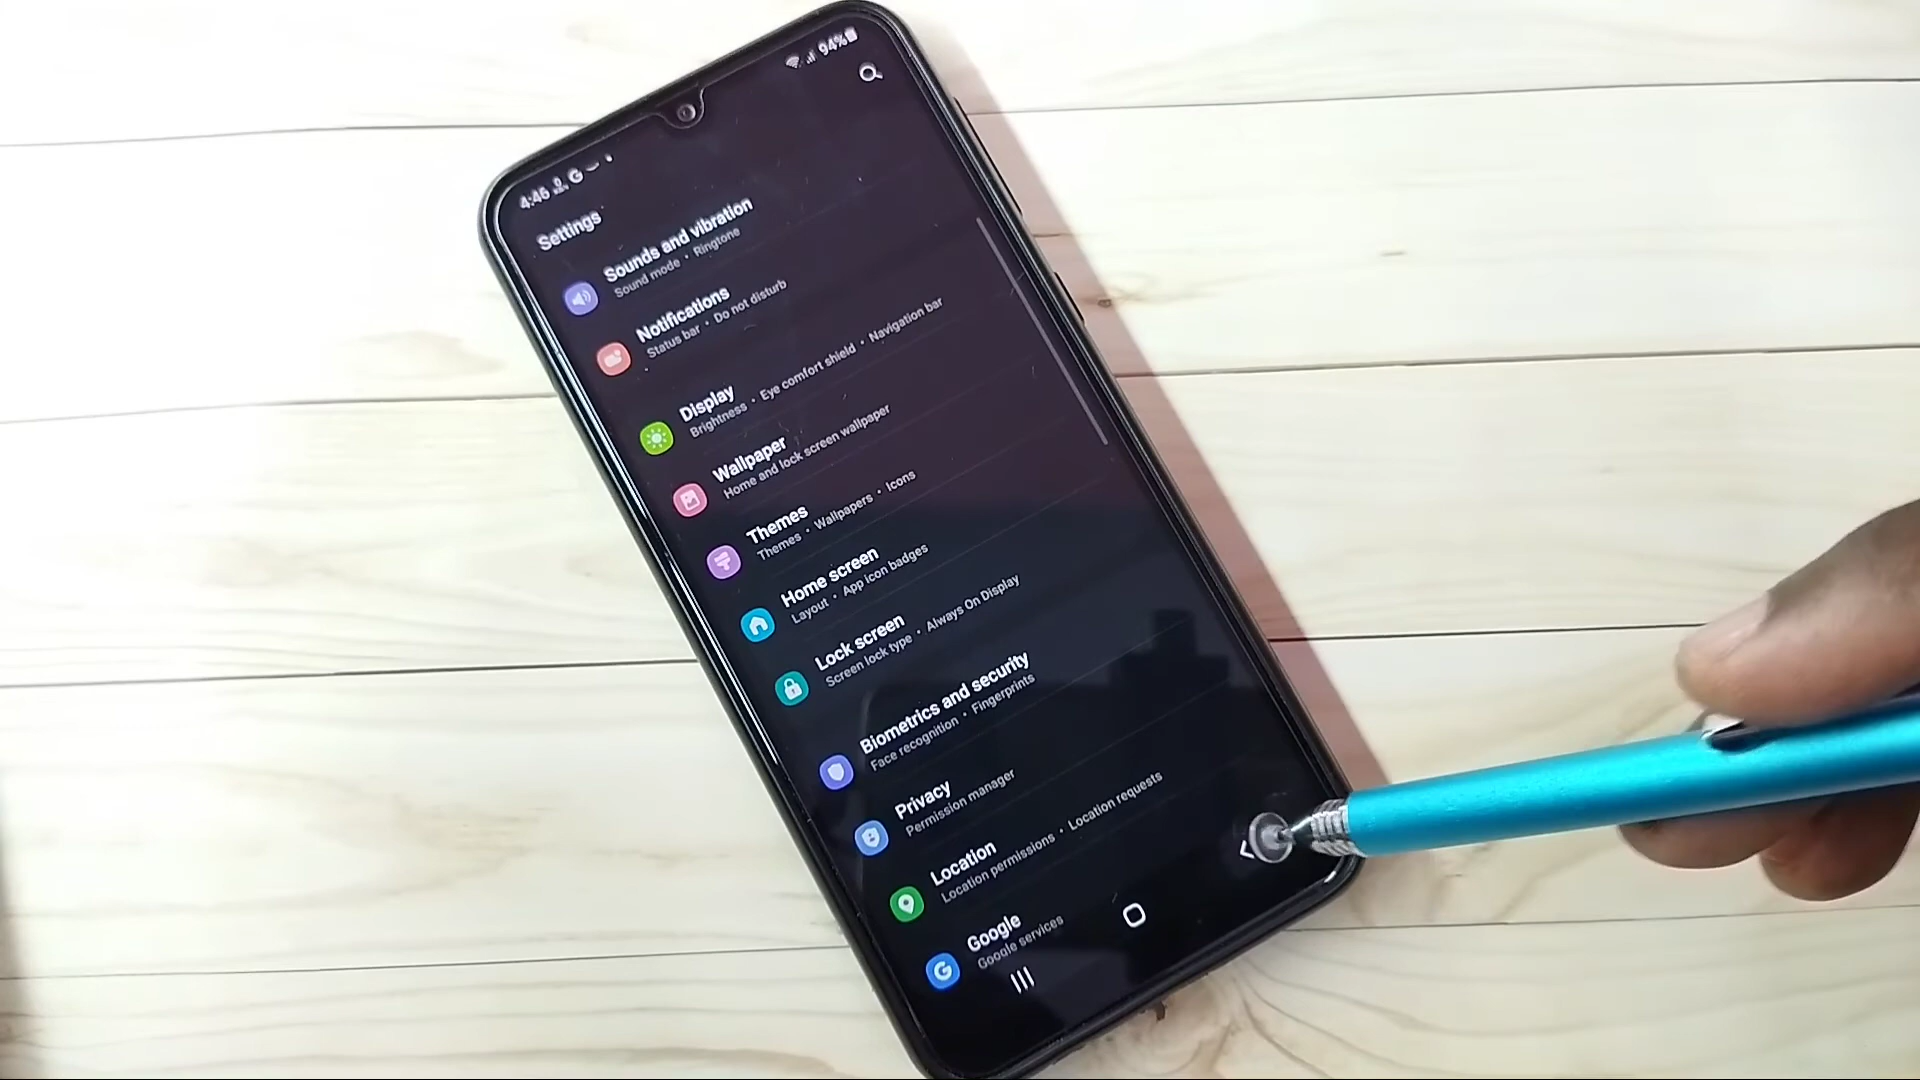 4:46
94%
Settings
Sounds and vibration
Sound mode • Ringtone
Notifications
Status bar • Do not disturb
Display
Brightness • Eye comfort shield • Navigation bar
Wallpaper
Home and lock screen wallpaper
Themes
Themes • Wallpapers • Icons
Home screen
Layout • App icon badges
Lock screen
Screen lock type • Always On Display
Biometrics and security
Face recognition • Fingerprints
Privacy
Permission manager
Location
Location permissions • Location requests
Google
Google services